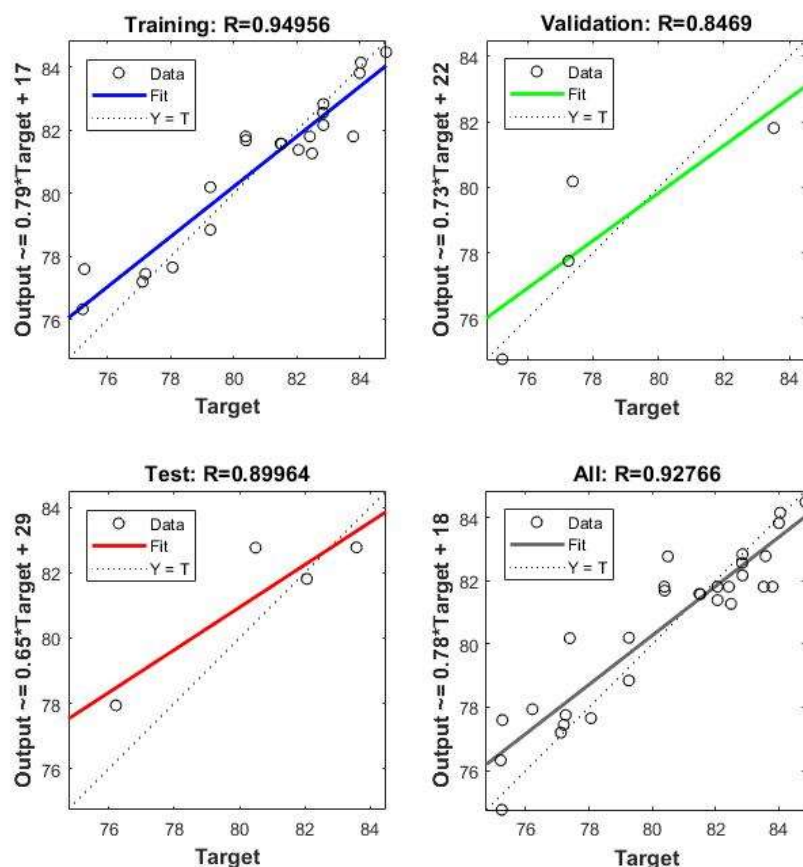 Training: R=0.94956
Output ~= 0.79*Target + 17
84
82
80
78
76
Data
Fit
Y = T
76 78 80 82 84
Target
Validation: R=0.8469
Output ~= 0.73*Target + 22
84
82
80
78
76
Data
Fit
Y = T
76 78 80 82 84
Target
Test: R=0.89964
Output ~= 0.65*Target + 29
84
82
80
78
76
Data
Fit
Y = T
76 78 80 82 84
Target
All: R=0.92766
Output ~= 0.78*Target + 18
84
82
80
78
76
Data
Fit
Y = T
76 78 80 82 84
Target